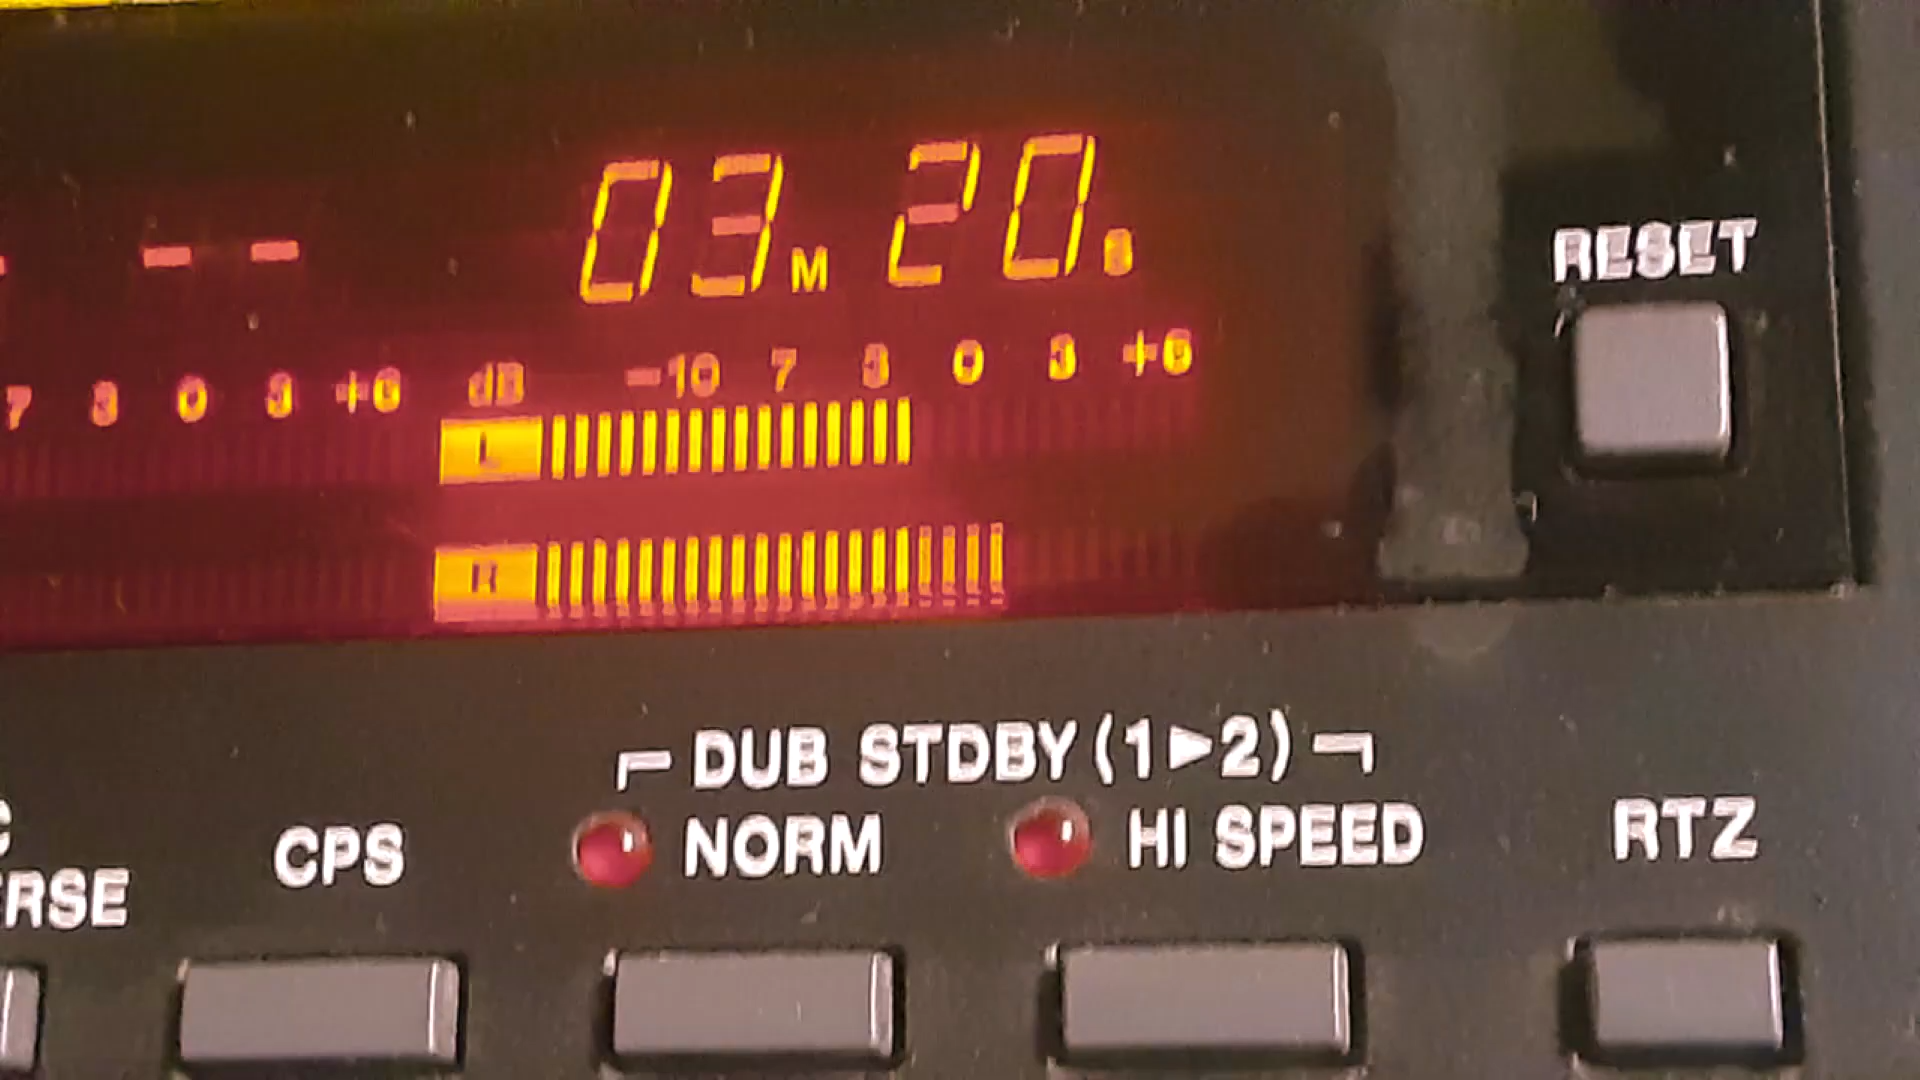 03M 20s
RESET
7 3 0 3 +6 dB -10 7 3 0 3 +6
L
R
DUB STDBY (1▶2)
CPS NORM HI SPEED RTZ
ERSE